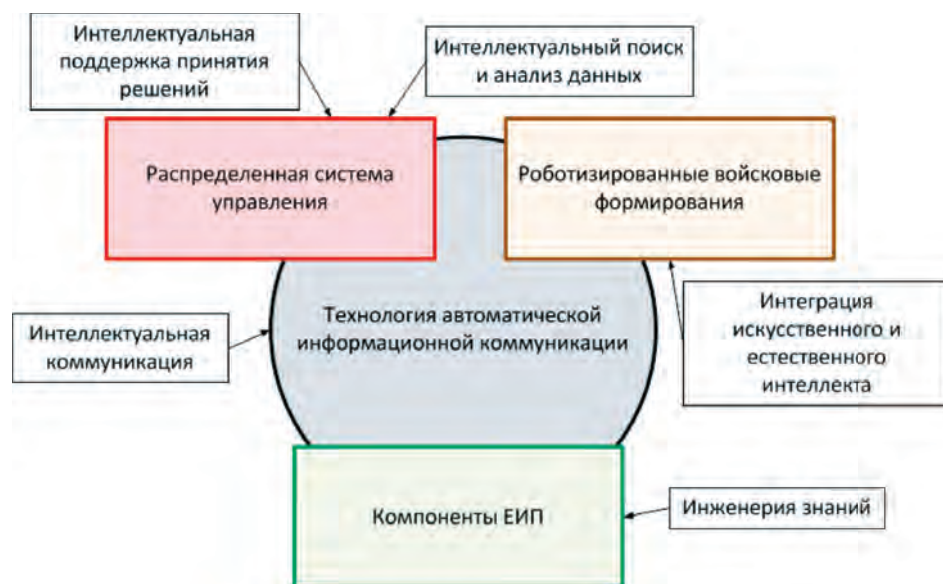 Интеллектуальная
поддержка принятия
решений
Интеллектуальный поиск
и анализ данных
Распределенная система
управления
Роботизированные войсковые
формирования
Технология автоматической
информационной коммуникации
Интеллектуальная
коммуникация
Интеграция
искусственного и
естественного
интеллекта
Компоненты ЕИП
Инженерия знаний